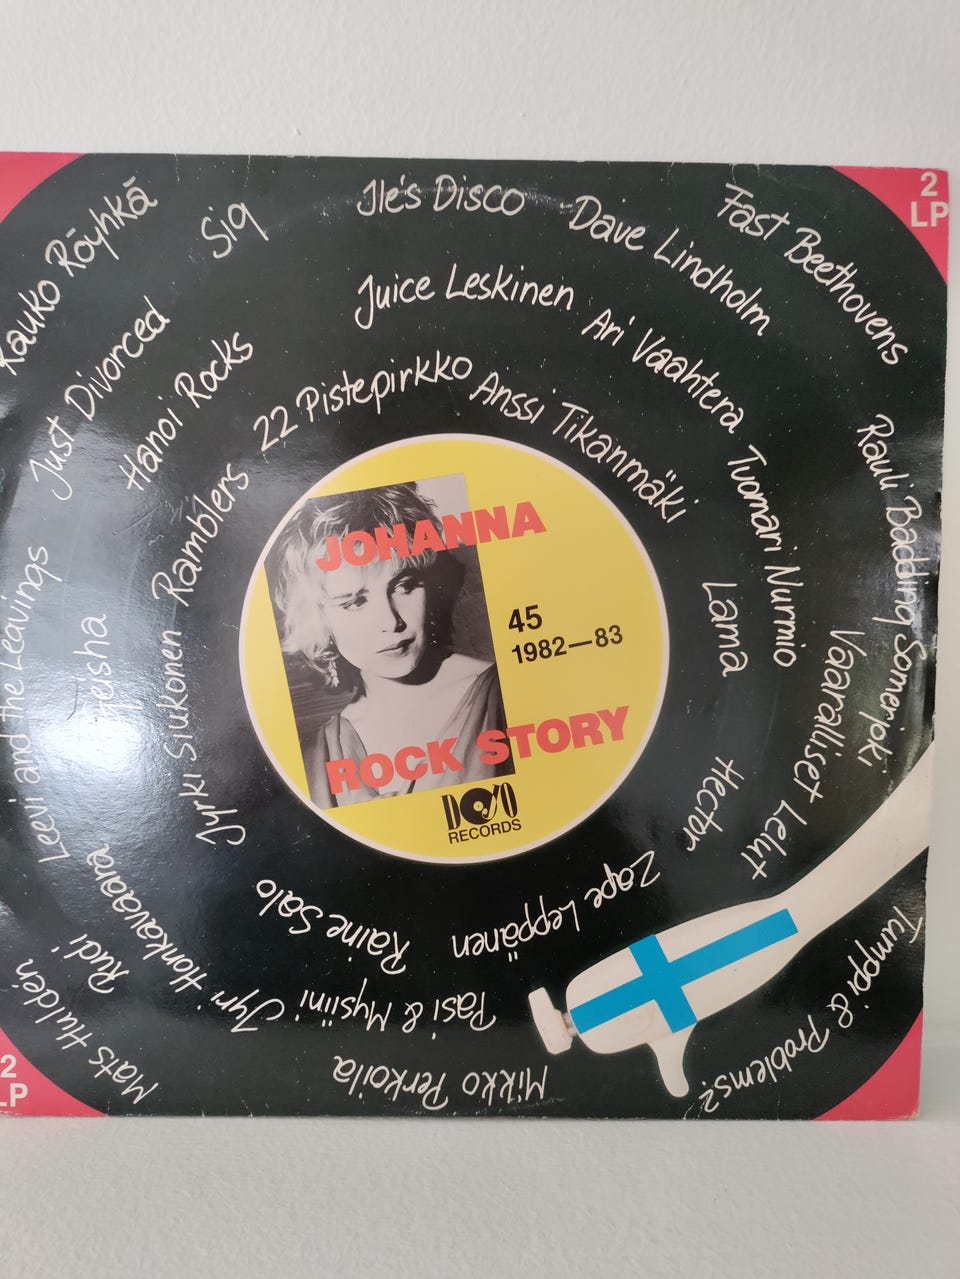 2
LP
Rauko Röyhkä
Sig
Jle's Disco
Dave Lindholm
Fast Beethovens
Just Divorced
Hanoi Rocks
Juice Leskinen
Ari Vaahtera
Tuomari Nurmio
Rauli Badding Somerjoki
Ramblers
22 Pistepirkko
Anssi Tikanmäki
Lama
Vaaralliset Lelut
Leevi and the Leavings
Geisha
Jyrki Siukonen
Hector
JOHANNA
45
1982—83
ROCK STORY
DOJO
RECORDS
Raine Salo
Zape Leppänen
Mats Huldén
Rudi
Jyri Honkavaara
Pasi & Mysiini
Mikko Perkoila
Tumppi & Problems?
2
LP